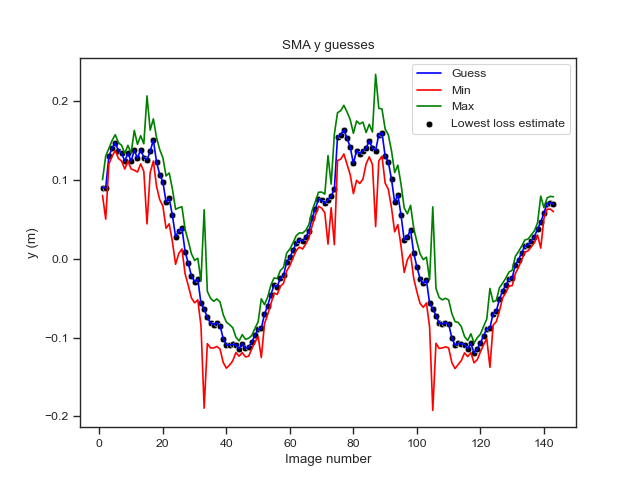 SMA y guesses
Guess
Min
Max
Lowest loss estimate
y (m)
0.2
0.1
0.0
−0.1
−0.2
0 20 40 60 80 100 120 140
Image number